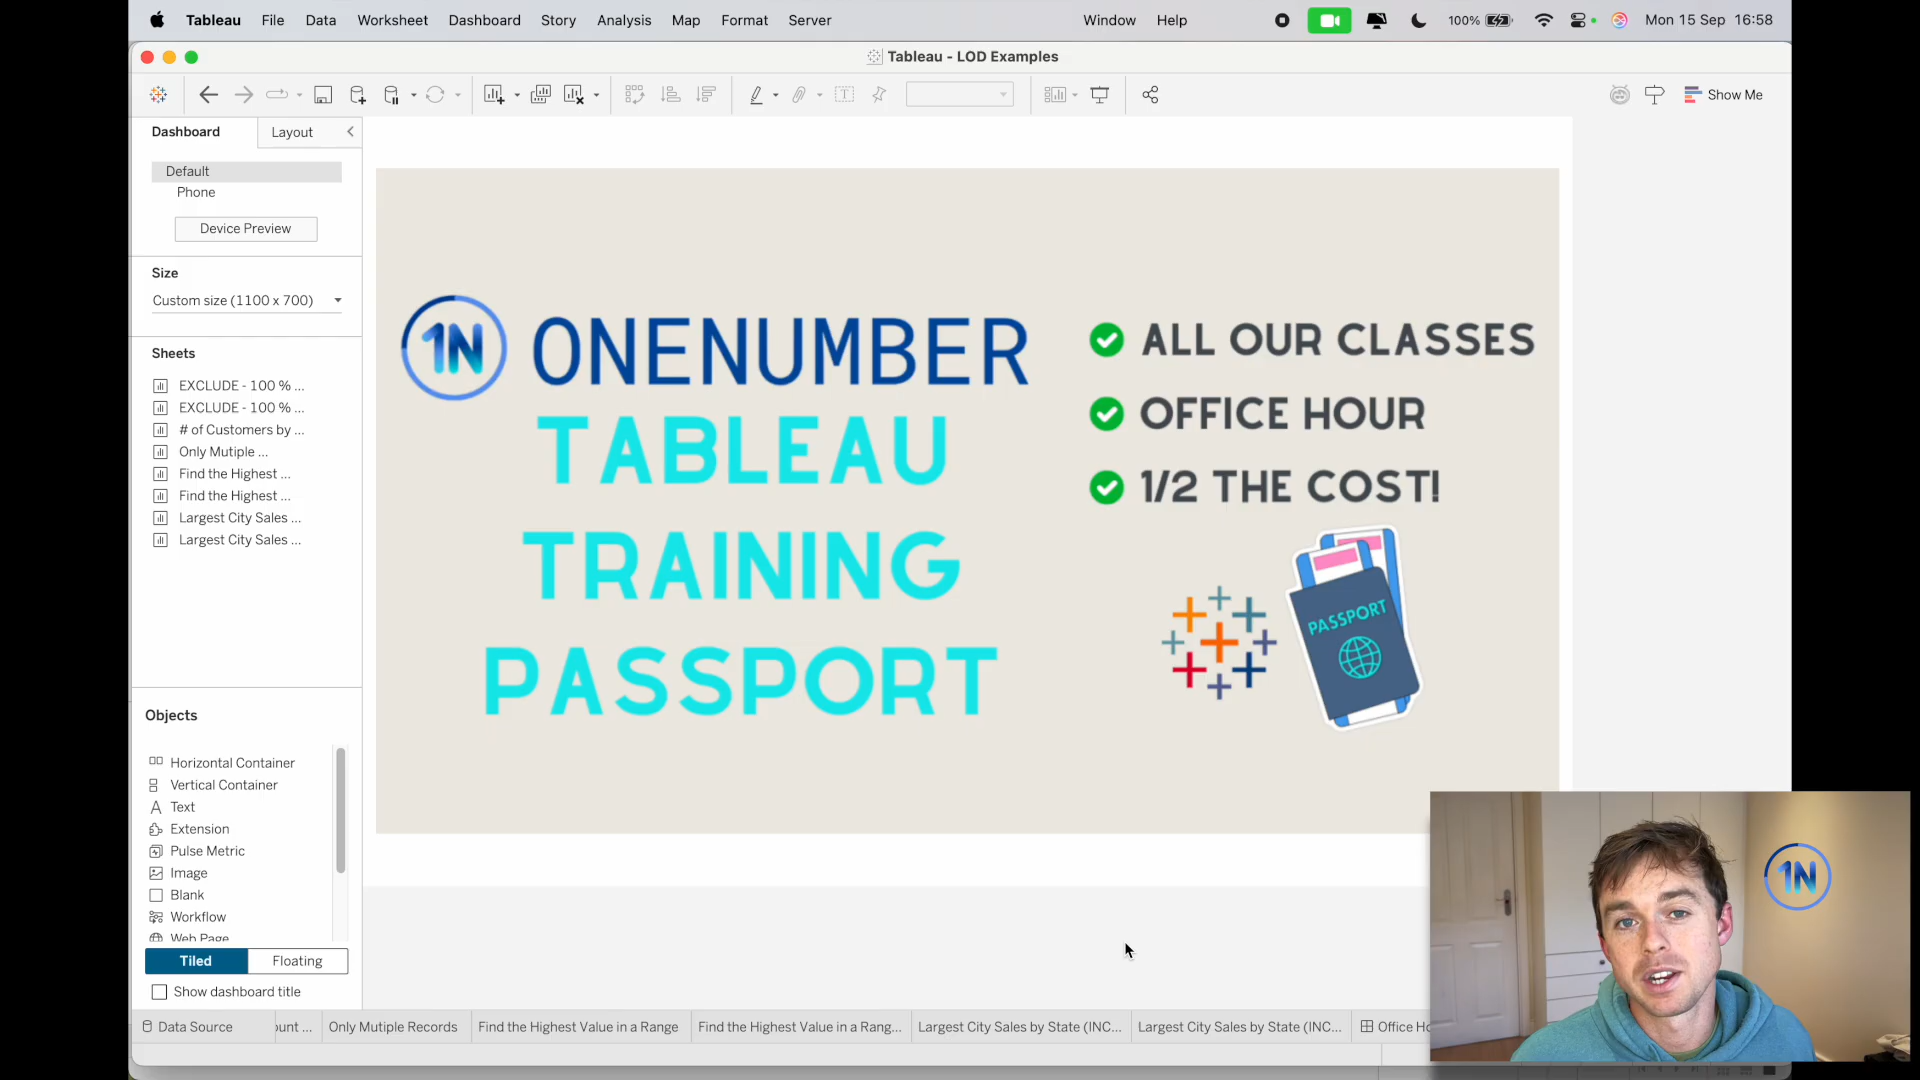 Tableau File Data Worksheet Dashboard Story Analysis Map Format Server Window Help 100% Mon 15 Sep 16:58
Tableau - LOD Examples
Show Me
Dashboard Layout
Default
Phone
Device Preview
Size
Custom size (1100 x 700)
Sheets
EXCLUDE - 100 % ...
EXCLUDE - 100 % ...
# of Customers by ...
Only Mutiple ...
Find the Highest ...
Find the Highest ...
Largest City Sales ...
Largest City Sales ...
Objects
Horizontal Container
Vertical Container
Text
Extension
Pulse Metric
Image
Blank
Workflow
Web Page
Tiled Floating
Show dashboard title
1N ONENUMBER
TABLEAU
TRAINING
PASSPORT
ALL OUR CLASSES
OFFICE HOUR
1/2 THE COST!
PASSPORT
1N
Data Source ount ... Only Mutiple Records Find the Highest Value in a Range Find the Highest Value in a Rang... Largest City Sales by State (INC... Largest City Sales by State (INC... Office Ho